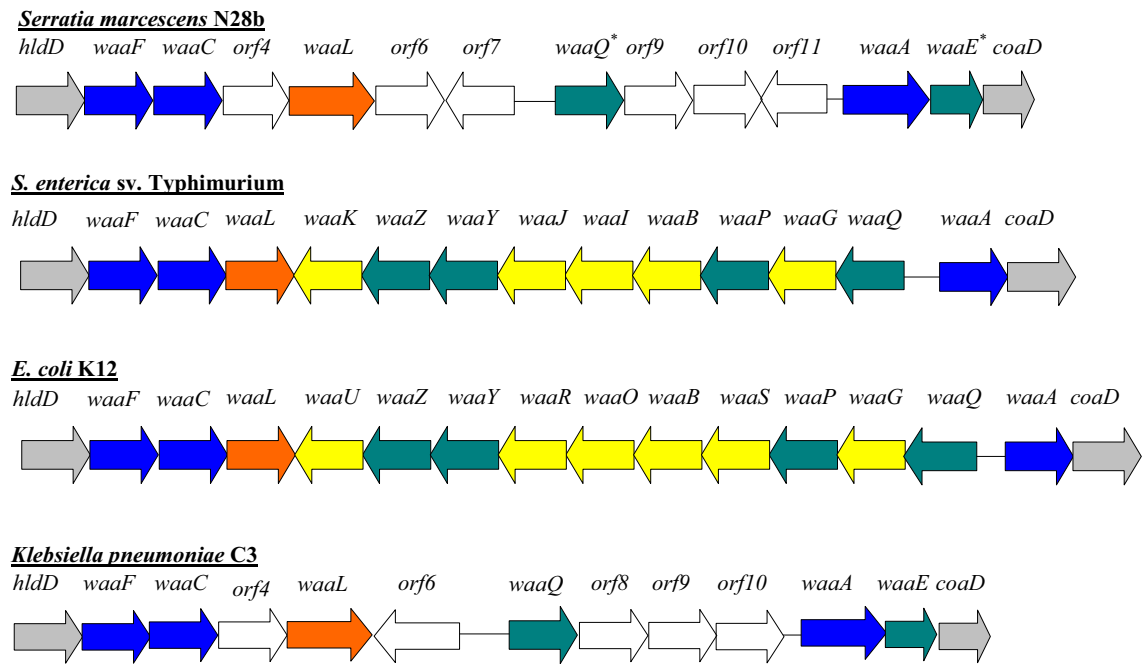 Serratia marcescens N28b
hldD waaF waaC orf4 waaL orf6 orf7 waaQ* orf9 orf10 orf11 waaA waaE* coaD
S. enterica sv. Typhimurium
hldD waaF waaC waaL waaK waaZ waaY waaJ waaI waaB waaP waaG waaQ waaA coaD
E. coli K12
hldD waaF waaC waaL waaU waaZ waaY waaR waaO waaB waaS waaP waaG waaQ waaA coaD
Klebsiella pneumoniae C3
hldD waaF waaC orf4 waaL orf6 waaQ orf8 orf9 orf10 waaA waaE coaD